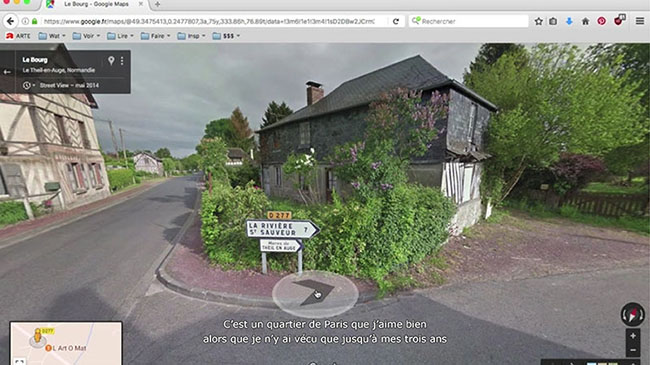 Le Bourg - Google Maps
https://www.google.fr/maps/@49.3475413,0.2477807,3a,75y,333.86h,76.89t/data=!3m6!1e1!3m4!1s
Rechercher
ARTE Wat Voir Lire Faire Insp $$$
Le Bourg
Le Theil-en-Auge, Normandie
Street View - mai 2014
D 277
LA RIVIÈRE
ST SAUVEUR 7
THEIL EN AUGE
D277
L Art O Mat
C'est un quartier de Paris que j'aime bien
alors que je n'y ai vécu que jusqu'à mes trois ans